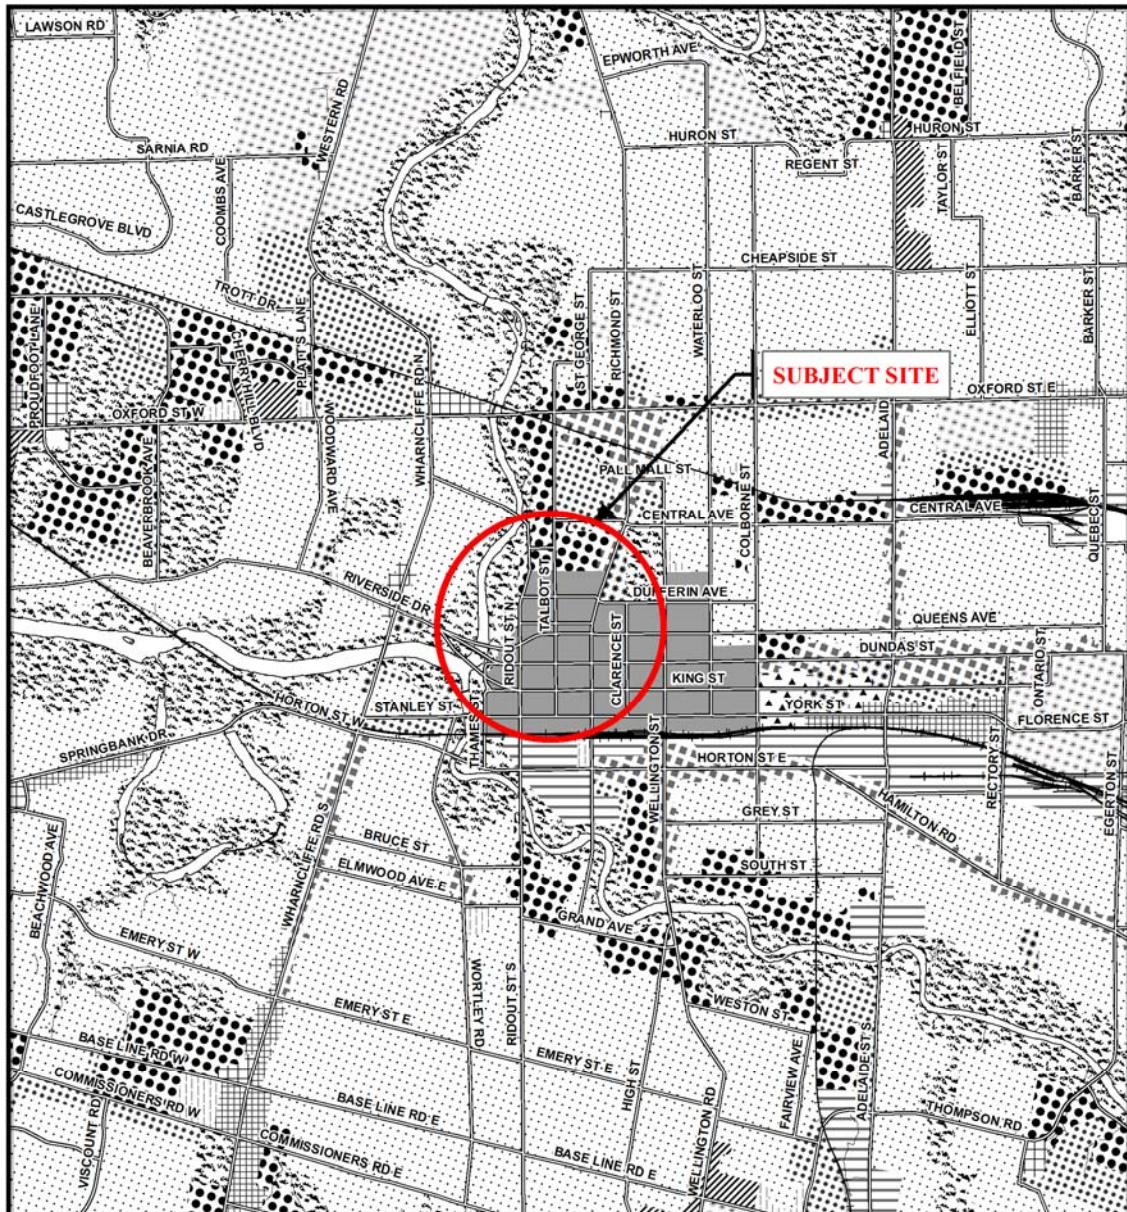 LAWSON RD
EPWORTH AVE
BELFIELD ST
WESTERN RD
HURON ST
HURON ST
SARNIA RD
COOMBS AVE
REGENT ST
TAYLOR ST
BARKER ST
CASTLEGROVE BLVD
CHEAPSIDE ST
TROTT DR
PLATT'S LANE
WHARNCLIFFE RD N
ST GEORGE ST
RICHMOND ST
WATERLOO ST
ELLIOTT ST
BARKER ST
PROUDFOOT LANE
CHERRYHILL BLVD
SUBJECT SITE
OXFORD ST W
OXFORD ST E
BEAVERBROOK AVE
WOODWARD AVE
ADELAID
PALL MALL ST
COLBORNE ST
CENTRAL AVE
CENTRAL AVE
QUEBEC ST
RIVERSIDE DR
RIDOUT ST N
TALBOT ST
DUFFERIN AVE
CLARENCE ST
QUEENS AVE
DUNDAS ST
KING ST
ONTARIO ST
STANLEY ST
YORK ST
FLORENCE ST
HORTON ST W
THAMES ST
SPRINGBANK DR
WELLINGTON ST
HORTON ST E
RECTORY ST
EGERTON ST
HAMILTON RD
GREY ST
BEACHWOOD AVE
WHARNCLIFFE RD S
BRUCE ST
ELMWOOD AVE E
SOUTH ST
GRAND AVE
EMERY ST W
WORTLEY RD
RIDOUT ST S
EMERY ST E
WESTON ST
ADELAIDE ST S
BASE LINE RD W
EMERY ST E
HIGH ST
FAIRVIEW AVE
COMMISSIONERS RD W
BASE LINE RD E
WELLINGTON RD
THOMPSON RD
VISCOUNT RD
COMMISSIONERS RD E
BASE LINE RD E